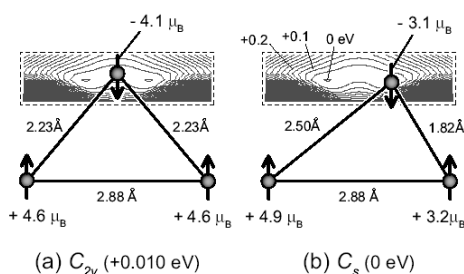 - 4.1 μB
2.23Å
2.23Å
2.88 Å
+ 4.6 μB
+ 4.6 μB
(a) C2v (+0.010 eV)
+0.2
+0.1
0 eV
- 3.1 μB
2.50Å
1.82Å
2.88 Å
+ 4.9 μB
+ 3.2μB
(b) Cs (0 eV)